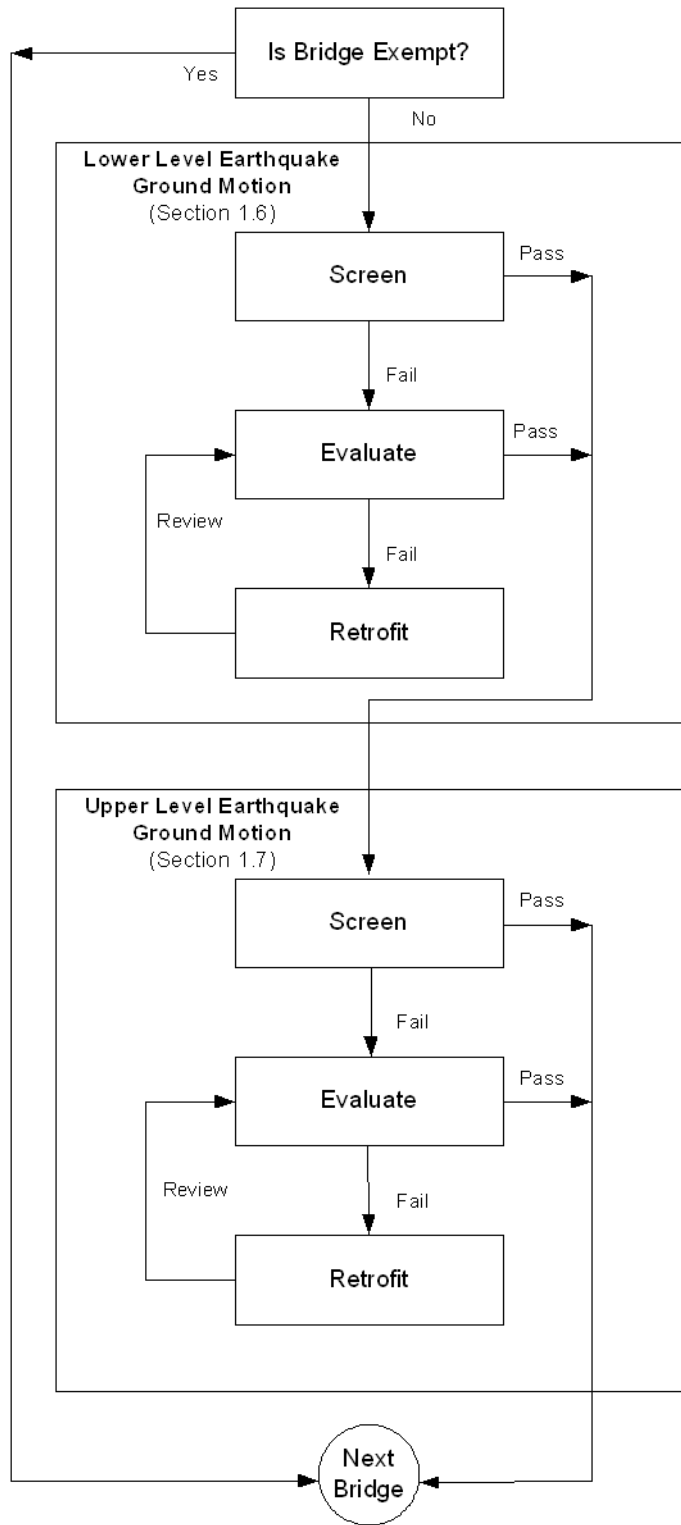 Is Bridge Exempt?
Yes
No
Lower Level Earthquake
Ground Motion
(Section 1.6)
Pass
Screen
Fail
Pass
Evaluate
Review
Fail
Retrofit
Upper Level Earthquake
Ground Motion
(Section 1.7)
Pass
Screen
Fail
Pass
Evaluate
Review
Fail
Retrofit
Next
Bridge